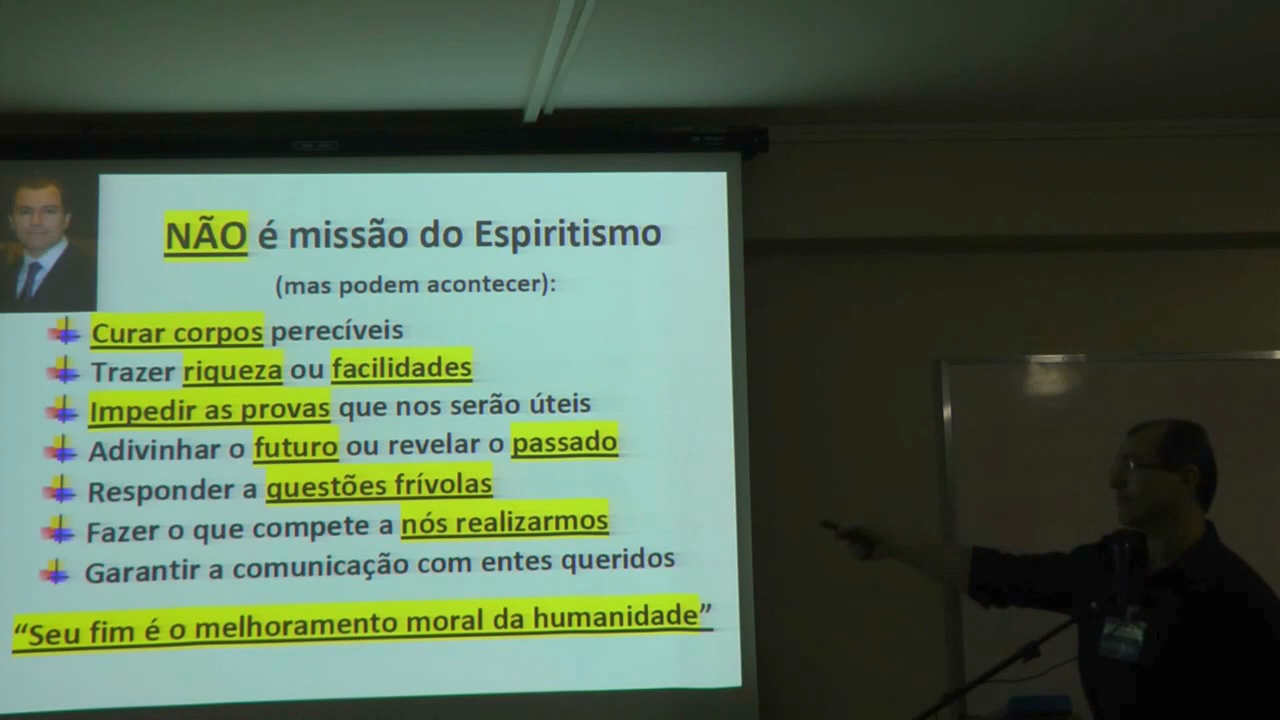 NÃO é missão do Espiritismo
(mas podem acontecer):
Curar corpos perecíveis
Trazer riqueza ou facilidades
Impedir as provas que nos serão úteis
Adivinhar o futuro ou revelar o passado
Responder a questões frívolas
Fazer o que compete a nós realizarmos
Garantir a comunicação com entes queridos
“Seu fim é o melhoramento moral da humanidade”